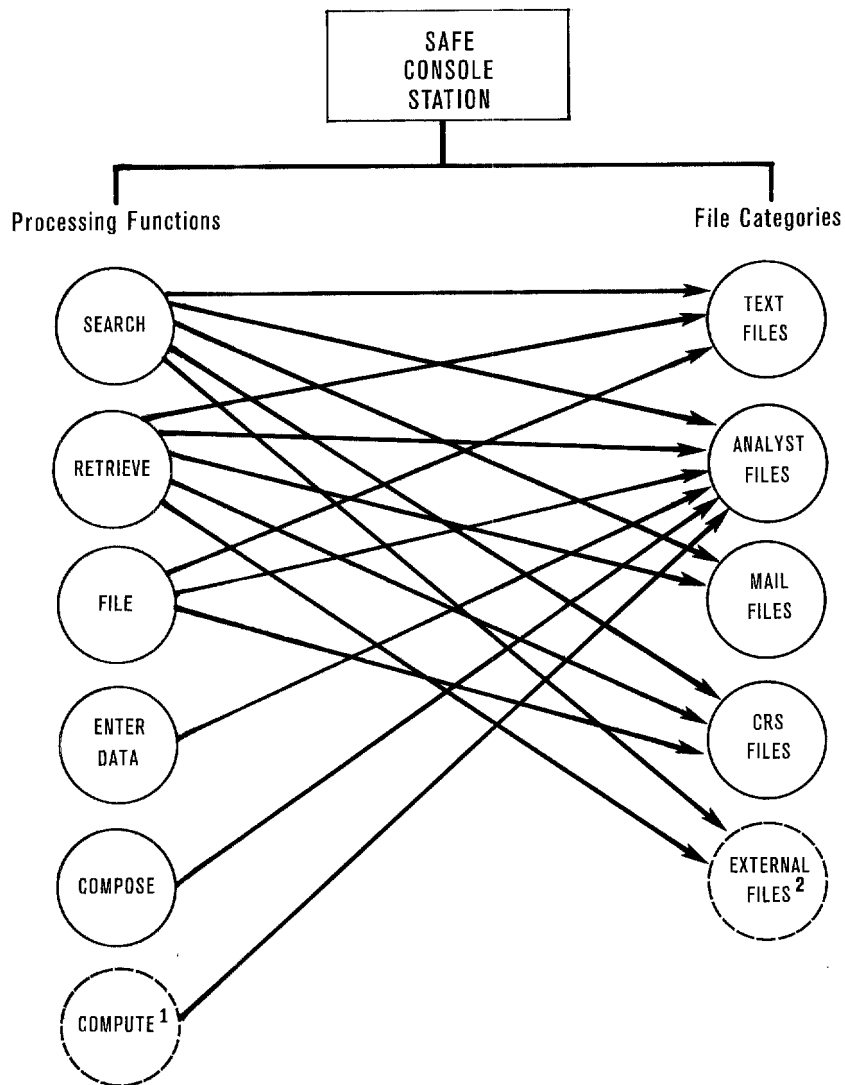 SAFE
CONSOLE
STATION
Processing Functions
File Categories
SEARCH
RETRIEVE
FILE
ENTER
DATA
COMPOSE
COMPUTE 1
TEXT
FILES
ANALYST
FILES
MAIL
FILES
CRS
FILES
EXTERNAL
FILES 2